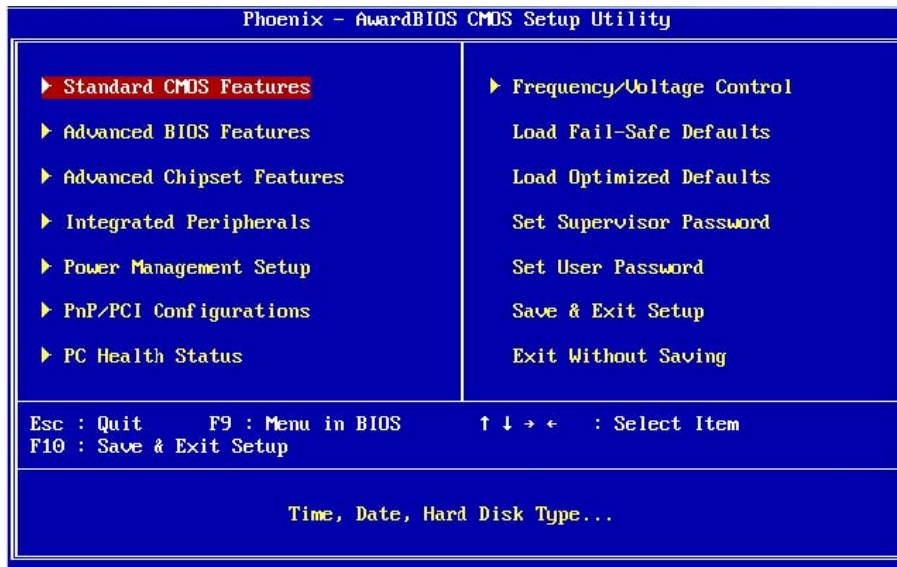 Phoenix - AwardBIOS CMOS Setup Utility
Standard CMOS Features
Advanced BIOS Features
Advanced Chipset Features
Integrated Peripherals
Power Management Setup
PnP/PCI Configurations
PC Health Status
Frequency/Voltage Control
Load Fail-Safe Defaults
Load Optimized Defaults
Set Supervisor Password
Set User Password
Save & Exit Setup
Exit Without Saving
Esc : Quit F9 : Menu in BIOS ↑ ↓ → ← : Select Item
F10 : Save & Exit Setup
Time, Date, Hard Disk Type...